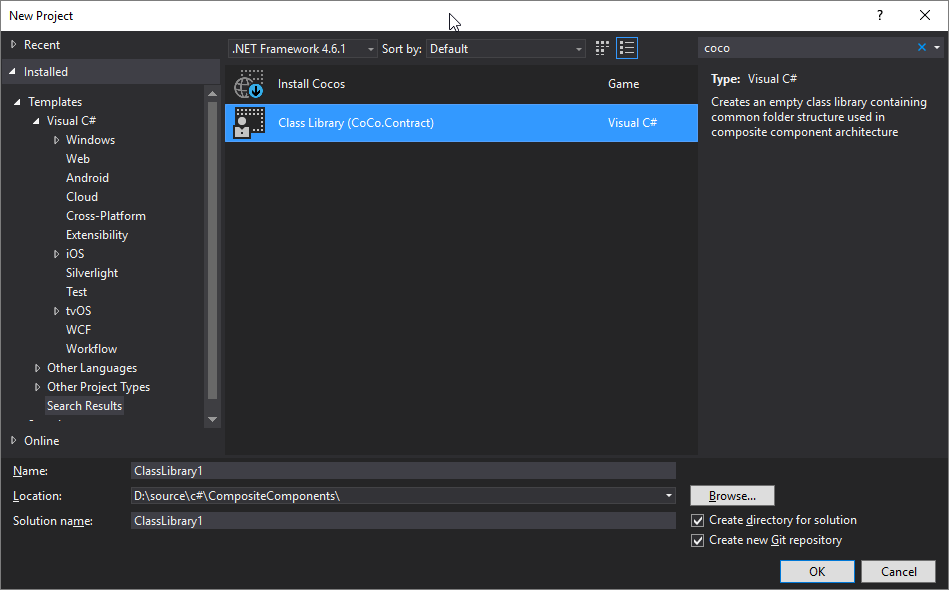 New Project
?
Recent
.NET Framework 4.6.1
Sort by: Default
coco
Installed
Templates
Visual C#
Windows
Web
Android
Cloud
Cross-Platform
Extensibility
iOS
Silverlight
Test
tvOS
WCF
Workflow
Other Languages
Other Project Types
Search Results
Online
Install Cocos Game
Class Library (CoCo.Contract) Visual C#
Type: Visual C#
Creates an empty class library containing
common folder structure used in
composite component architecture
Name: ClassLibrary1
Location: D:\source\c#\CompositeComponents\
Browse...
Solution name: ClassLibrary1
Create directory for solution
Create new Git repository
OK
Cancel